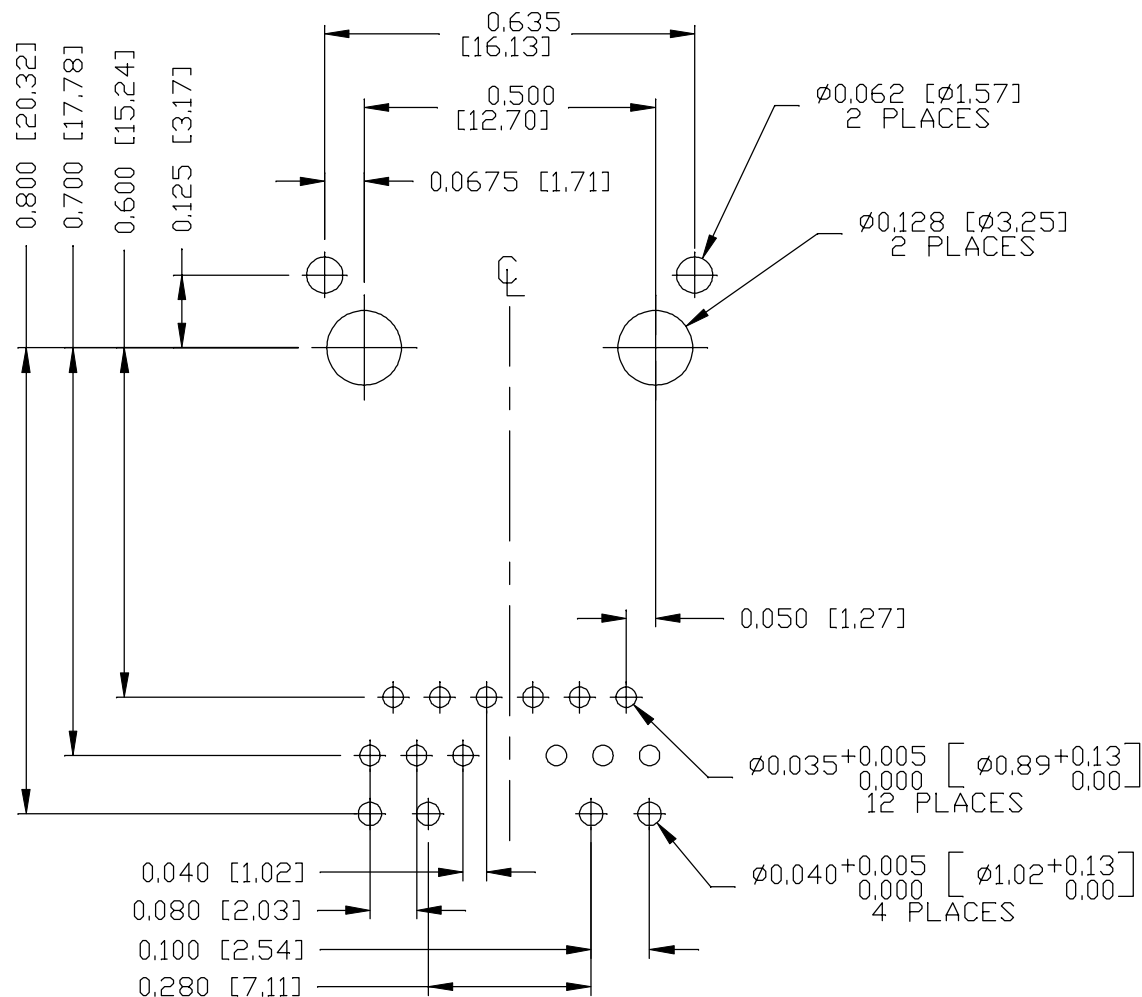 0,635
[16,13]
0,500
[12,70]
0,0675 [1,71]
0,800 [20,32]
0,700 [17,78]
0,600 [15,24]
0,125 [3,17]
ø0,062 [ø1,57]
2 PLACES
ø0,128 [ø3,25]
2 PLACES
CL
0,050 [1,27]
ø0,035+0,005 [ ø0,89+0,13 ]
0,000 0,00
12 PLACES
ø0,040+0,005 [ ø1,02+0,13 ]
0,000 0,00
4 PLACES
0,040 [1,02]
0,080 [2,03]
0,100 [2,54]
0,280 [7,11]